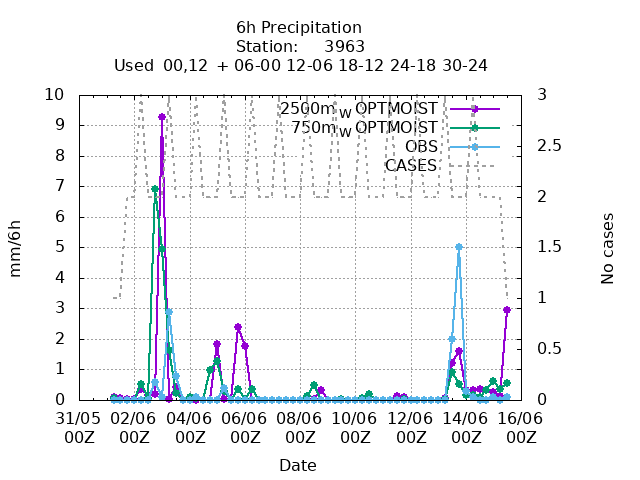 6h Precipitation
Station: 3963
Used 00,12 + 06-00 12-06 18-12 24-18 30-24
10 3
2500m W OPTMOIST
9
750m W OPTMOIST
2.5
OBS
8
CASES
7
2
6
mm/6h
5 1.5
No cases
4
3 1
2
0.5
1
0 0
31/05 02/06 04/06 06/06 08/06 10/06 12/06 14/06 16/06
00Z 00Z 00Z 00Z 00Z 00Z 00Z 00Z 00Z
Date